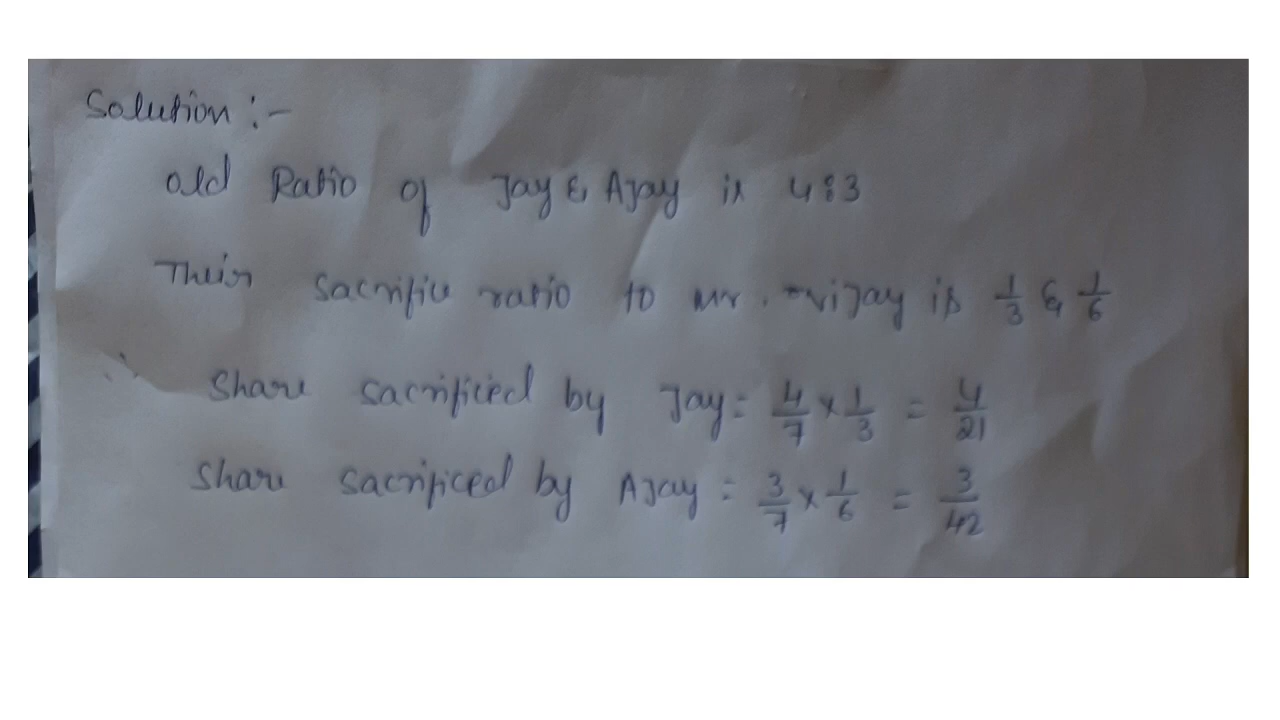 Solution :-
Old Ratio of Jay & Ajay is 4:3
Their sacrifice ratio to Mr. Vijay is 1/3 & 1/6
Share sacrificed by Jay = 4/7 × 1/3 = 4/21
Share sacrificed by AJay = 3/7 × 1/6 = 3/42